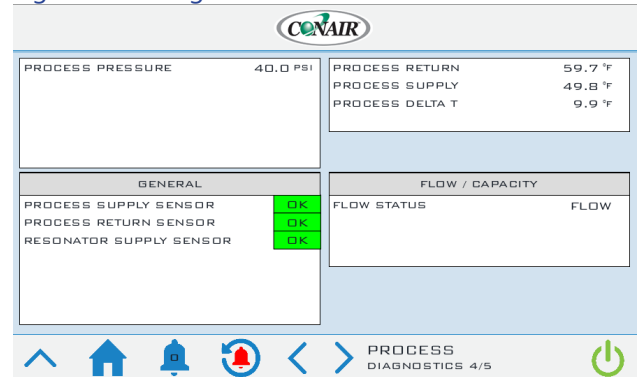 CONAIR
PROCESS PRESSURE 40.0 PSI
PROCESS RETURN 59.7 °F
PROCESS SUPPLY 49.8 °F
PROCESS DELTA T 9.9 °F
GENERAL
PROCESS SUPPLY SENSOR OK
PROCESS RETURN SENSOR OK
RESONATOR SUPPLY SENSOR OK
FLOW / CAPACITY
FLOW STATUS FLOW
0
PROCESS
DIAGNOSTICS 4/5